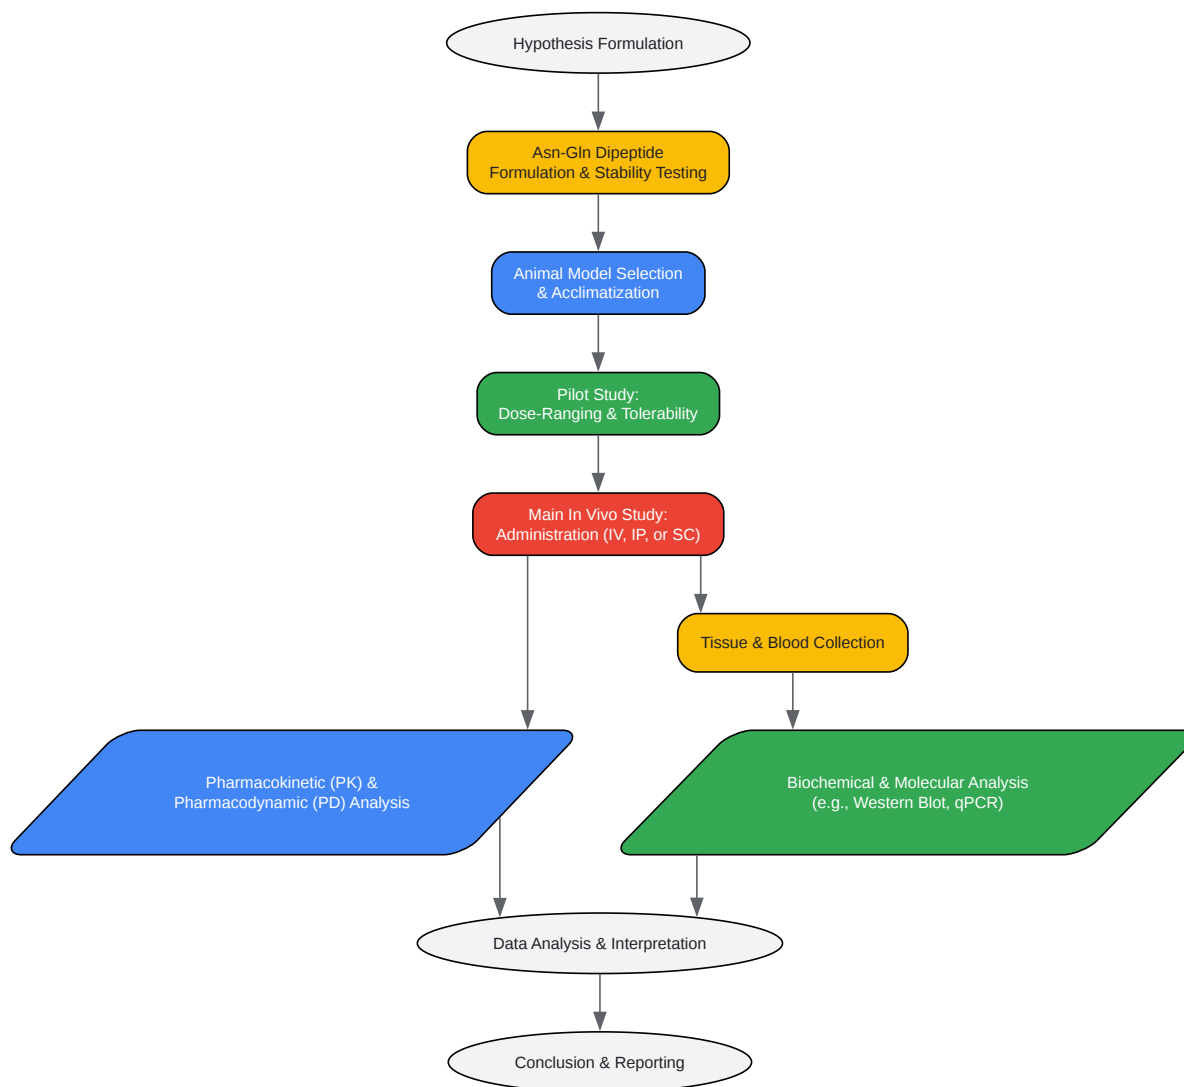 Hypothesis Formulation
Asn-Gln Dipeptide
Formulation & Stability Testing
Animal Model Selection
& Acclimatization
Pilot Study:
Dose-Ranging & Tolerability
Main In Vivo Study:
Administration (IV, IP, or SC)
Tissue & Blood Collection
Pharmacokinetic (PK) &
Pharmacodynamic (PD) Analysis
Biochemical & Molecular Analysis
(e.g., Western Blot, qPCR)
Data Analysis & Interpretation
Conclusion & Reporting